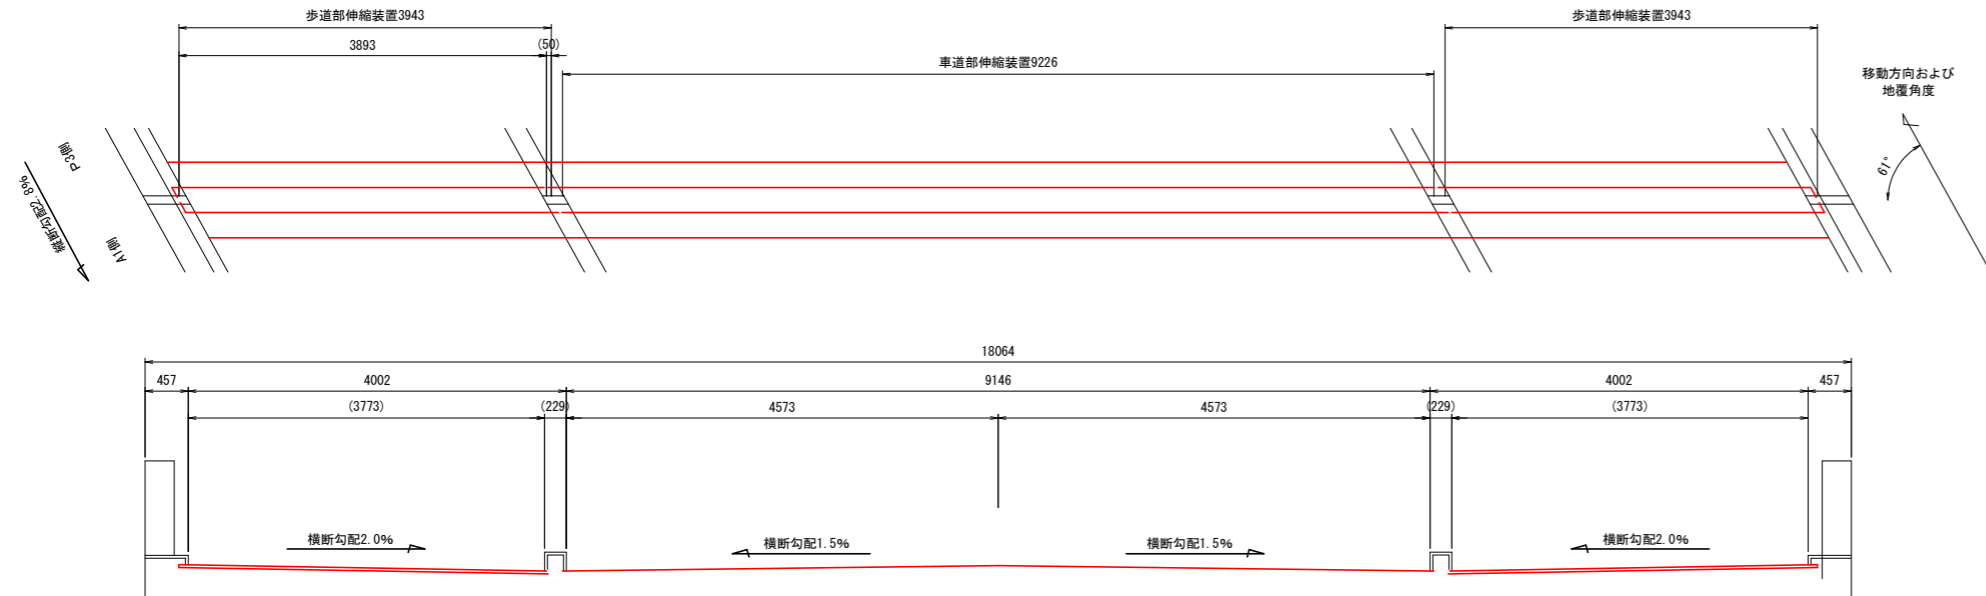 歩道部伸縮装置3943
歩道部伸縮装置3943
3893
(50)
車道部伸縮装置9226
移動方向および
地覆角度
P3側
縦断勾配2.8%
A1側
61°
18064
457
4002
9146
4002
457
(3773)
(229)
4573
4573
(229)
(3773)
横断勾配2.0%
横断勾配1.5%
横断勾配1.5%
横断勾配2.0%